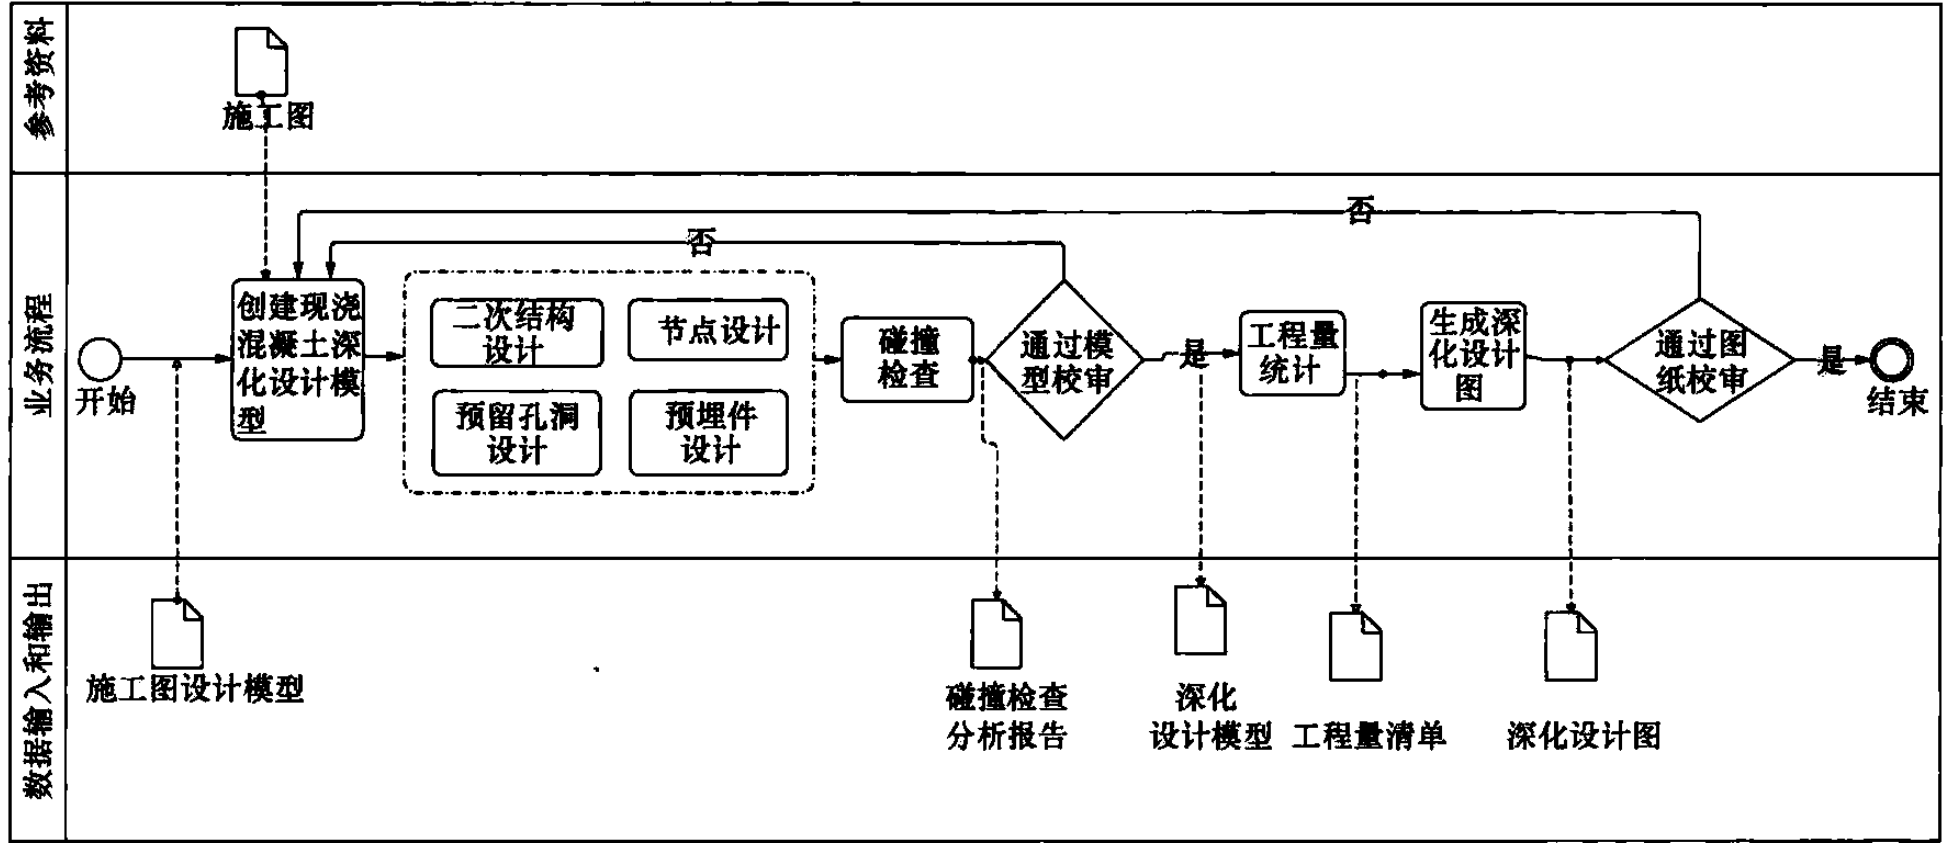 参考资料
施工图
业务流程
否
否
开始
创建现浇
混凝土深
化设计模
型
二次结构
设计
节点设计
预留孔洞
设计
预埋件
设计
碰撞
检查
通过模
型校审
是
工程量
统计
生成深
化设计
图
通过图
纸校审
是
结束
数据输入和输出
施工图设计模型
碰撞检查
分析报告
深化
设计模型
工程量清单
深化设计图